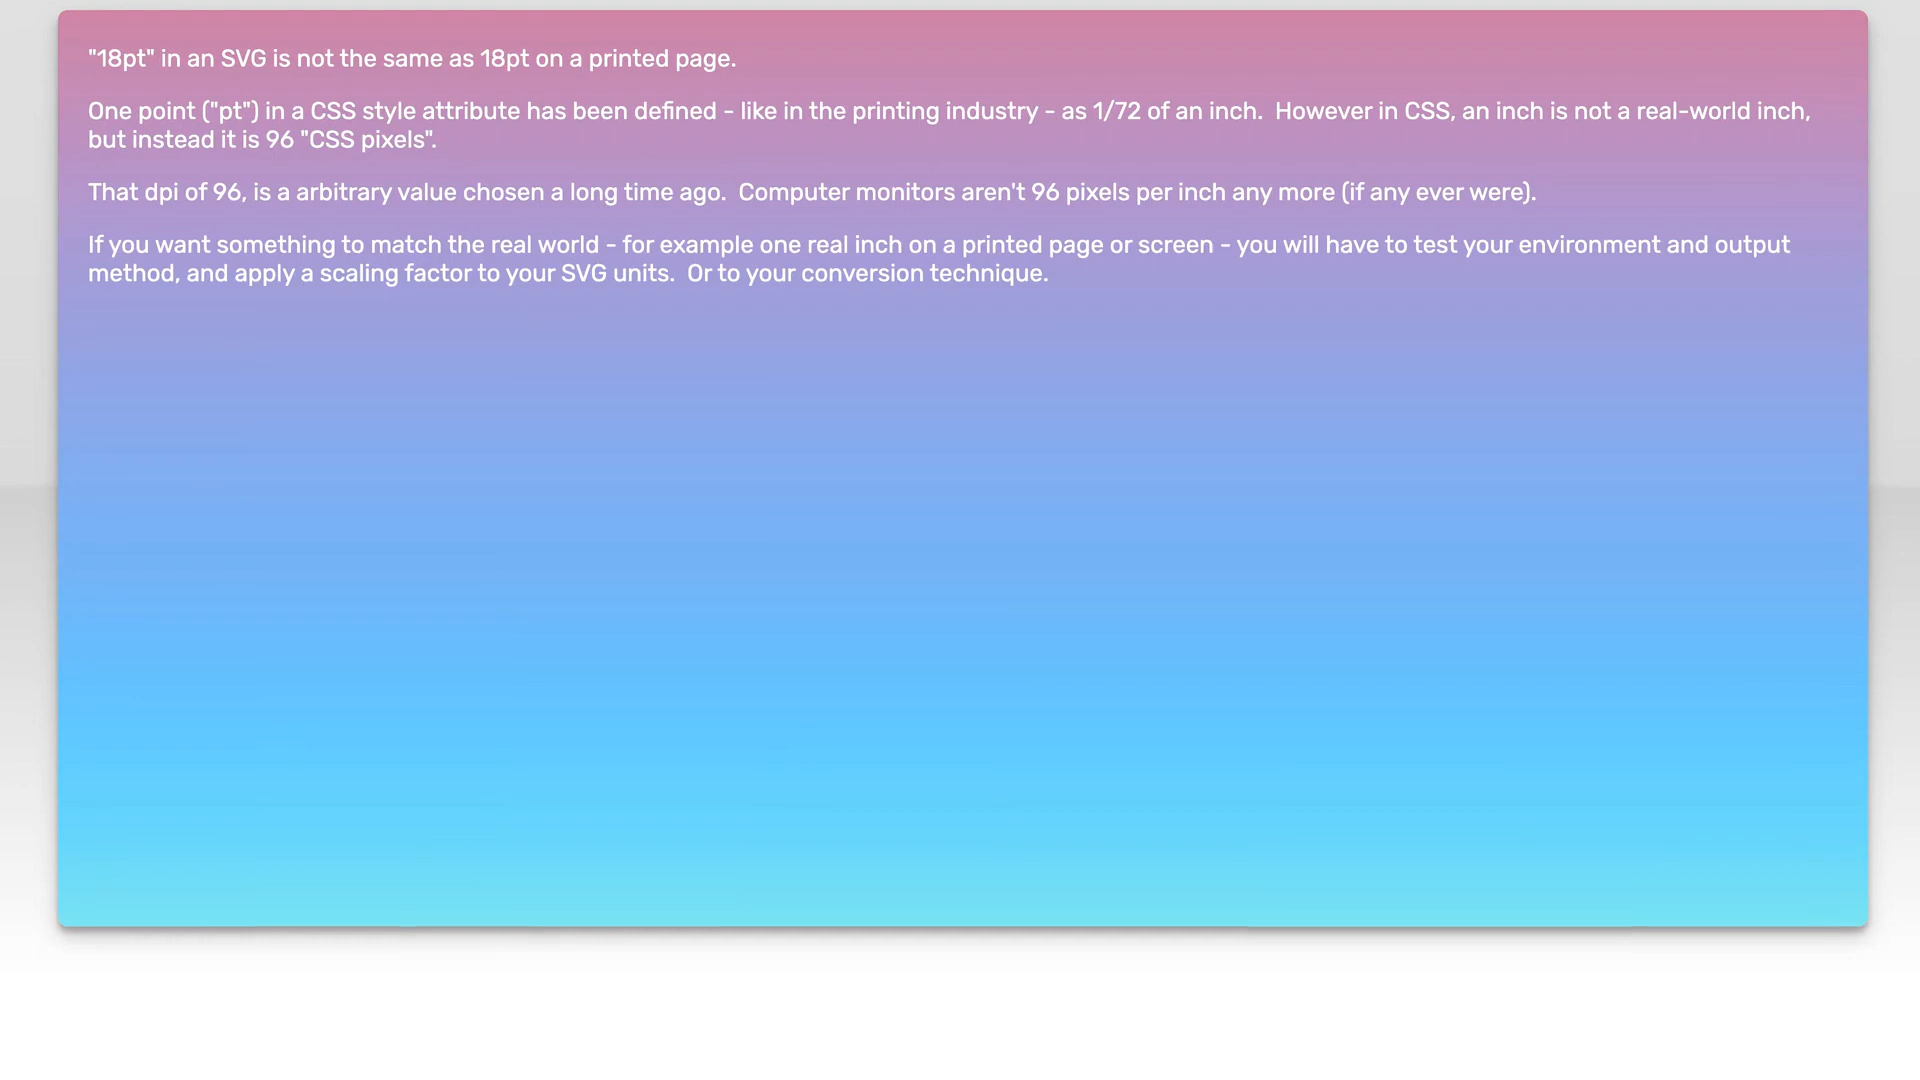 "18pt" in an SVG is not the same as 18pt on a printed page.
One point ("pt") in a CSS style attribute has been defined - like in the printing industry - as 1/72 of an inch.  However in CSS, an inch is not a real-world inch,
but instead it is 96 "CSS pixels".
That dpi of 96, is a arbitrary value chosen a long time ago.  Computer monitors aren't 96 pixels per inch any more (if any ever were).
If you want something to match the real world - for example one real inch on a printed page or screen - you will have to test your environment and output
method, and apply a scaling factor to your SVG units.  Or to your conversion technique.